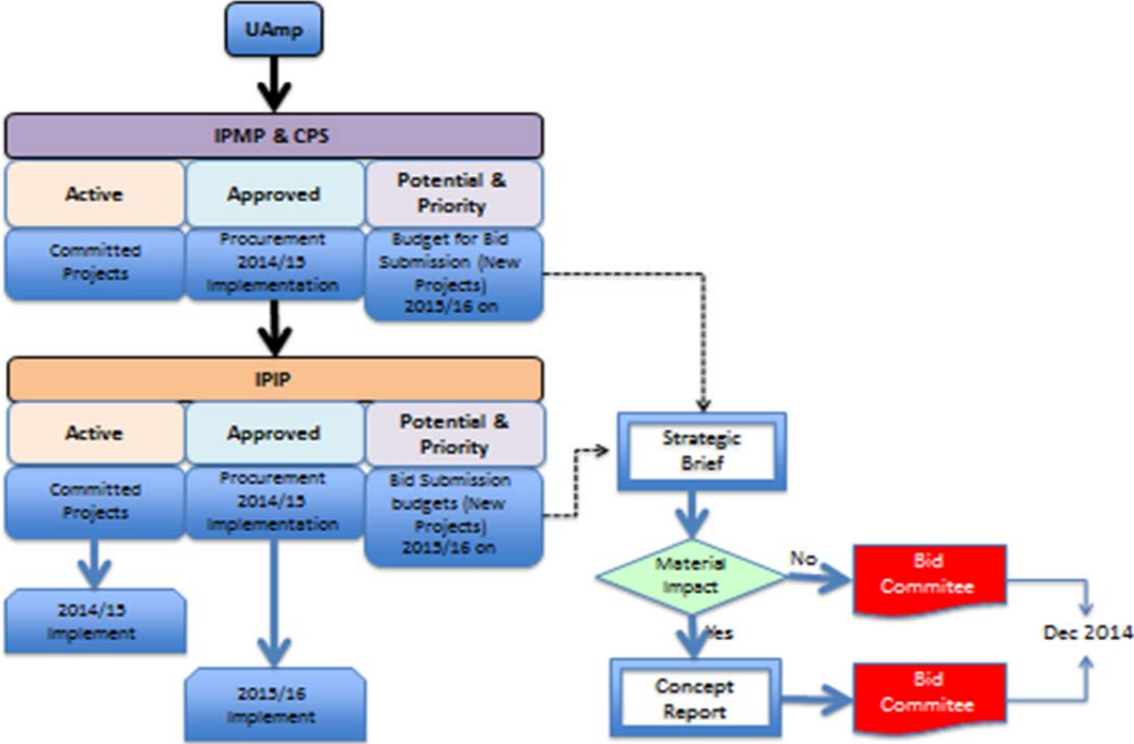 UAmp
IPMP & CPS
Active
Approved
Potential &
Priority
Committed
Projects
Procurement
2014/15
Implementation
Budget for Bid
Submission (New
Projects)
2015/16 on
IPIP
Active
Approved
Potential &
Priority
Committed
Projects
Procurement
2014/15
Implementation
Bid Submission
budgets (New
Projects)
2015/16 on
2014/15
Implement
2015/16
Implement
Strategic
Brief
Material
Impact
No
Bid
Commitee
Yes
Dec 2014
Concept
Report
Bid
Commitee